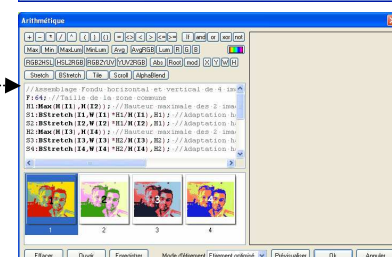 Arithmétique
+ - * / ^ ( ) () = <> < > <= >= ! and or xor not
Max Min MaxLum MinLum Avg AvgRGB Lum R G B
RGB2HSL HSL2RGB RGB2YUV YUV2RGB Abs Root mod X Y W H
Stretch BStretch Tile Scroll AlphaBlend
//Assemblage Fondu horizontal et vertical de 4 ima
F:64; //Taille de la zone commune
H1:Max(H(I1),H(I2)); //Hauteur maximale des 2 ima
S1:BStretch(I1,W(I1)*H1/H(I1),H1); //Adaptation h
S2:BStretch(I2,W(I2)*H1/H(I2),H1); //Adaptation h
H2:Max(H(I3),H(I4)); //Hauteur maximale des 2 ima
S3:BStretch(I3,W(I3)*H2/H(I3),H2); //Adaptation h
S4:BStretch(I4,W(I4)*H2/H(I4),H2); //Adaptation h
1 2 3 4
Effacer Ouvrir Enregistrer Mode d'étirement Etirement optimisé Prévisualiser Ok Annuler